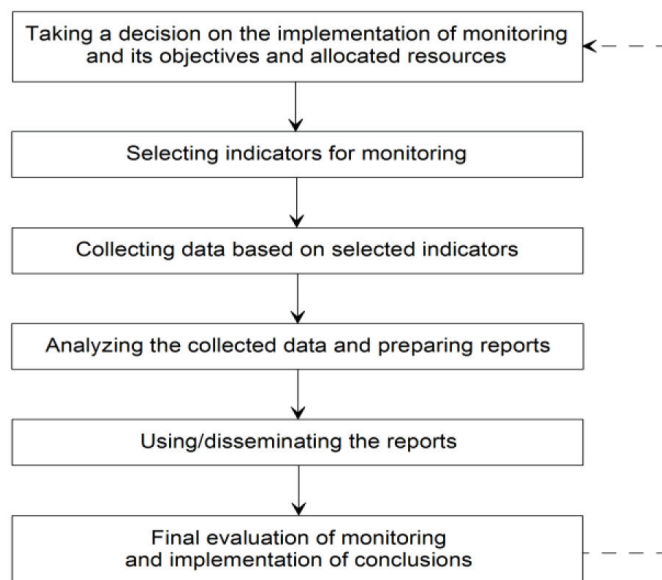 Taking a decision on the implementation of monitoring
and its objectives and allocated resources
Selecting indicators for monitoring
Collecting data based on selected indicators
Analyzing the collected data and preparing reports
Using/disseminating the reports
Final evaluation of monitoring
and implementation of conclusions